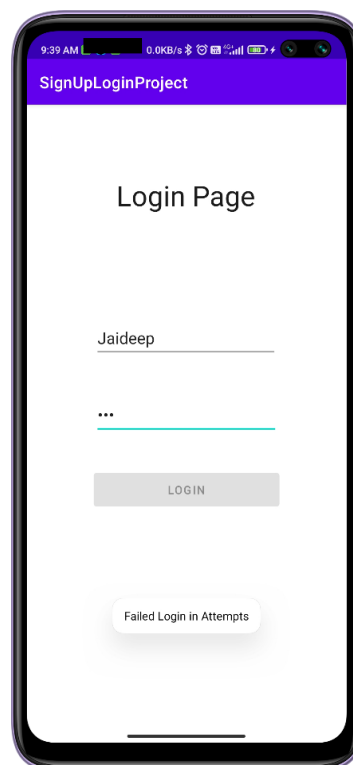 9:39 AM 0.0KB/s
SignUpLoginProject
Login Page
Jaideep
•••
LOGIN
Failed Login in Attempts